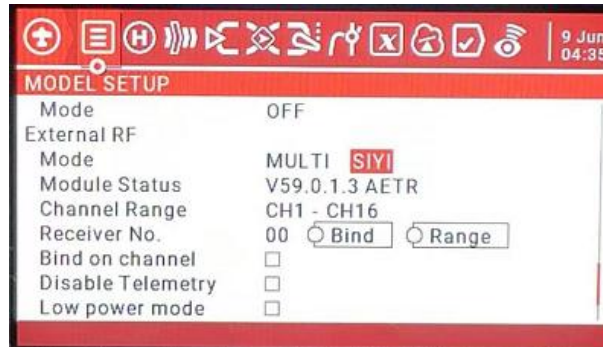 9 Jun
04:35
MODEL SETUP
Mode OFF
External RF
Mode MULTI SIYI
Module Status V59.0.1.3 AETR
Channel Range CH1 - CH16
Receiver No. 00 Bind Range
Bind on channel
Disable Telemetry
Low power mode